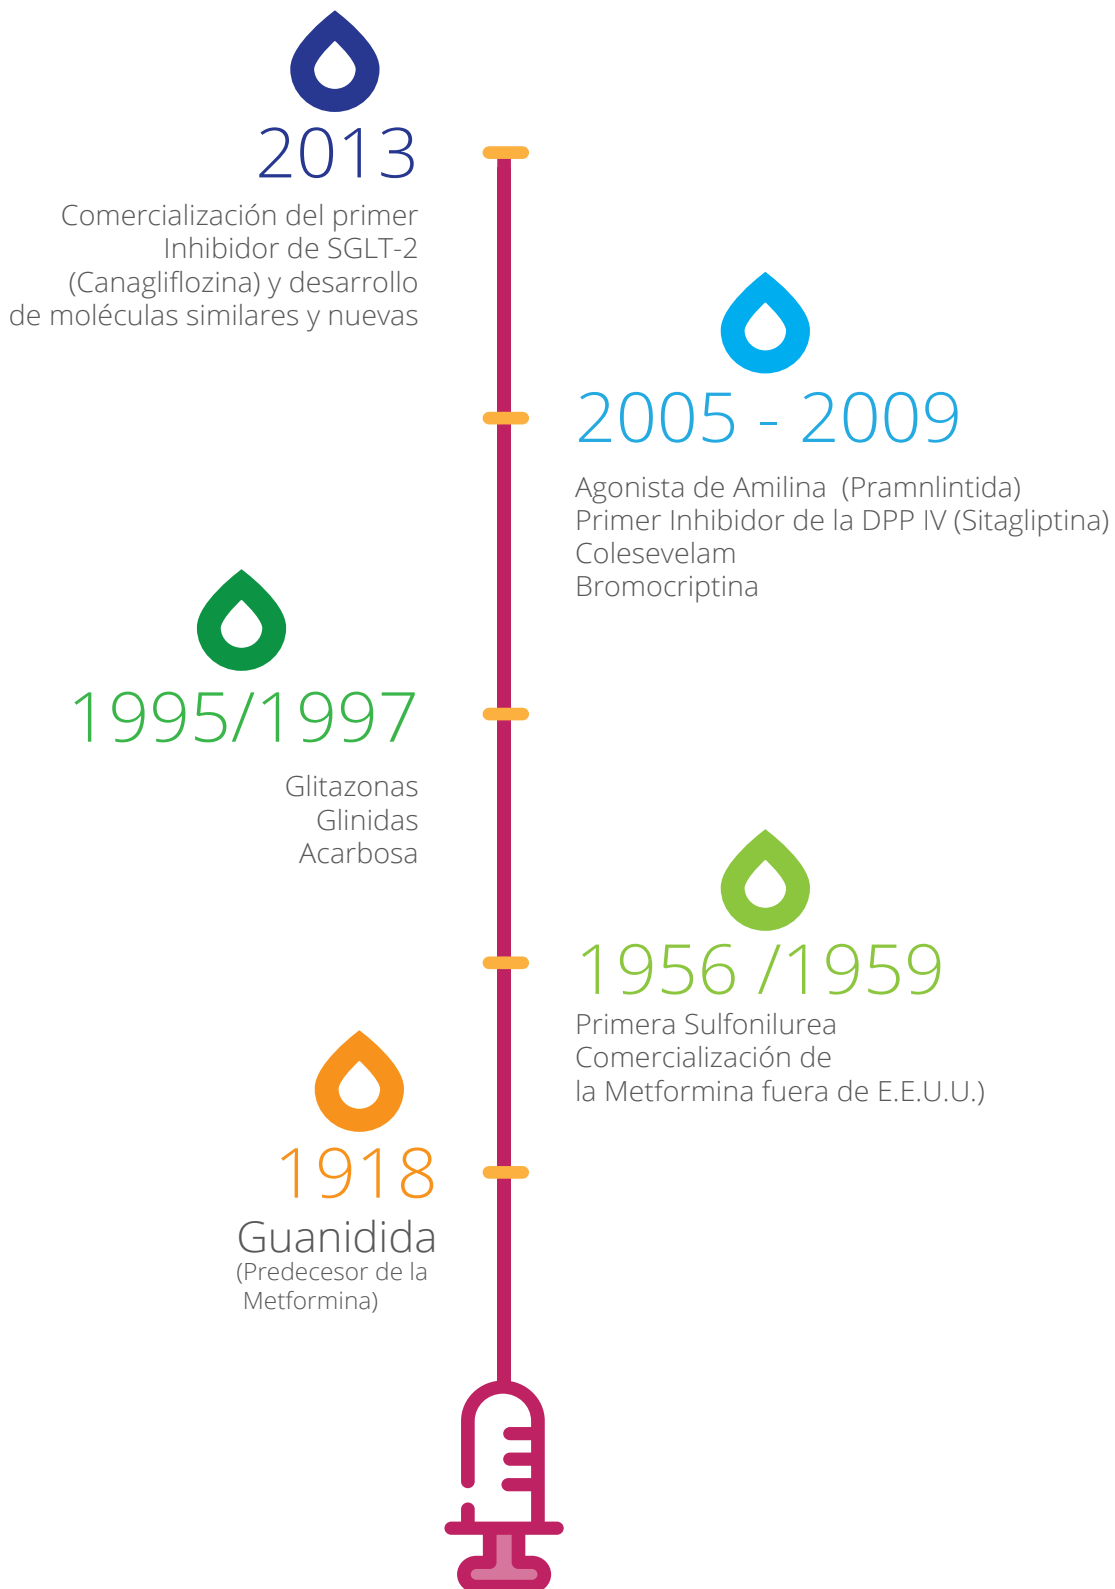 2013
Comercialización del primer
Inhibidor de SGLT-2
(Canagliflozina) y desarrollo
de moléculas similares y nuevas
2005 - 2009
Agonista de Amilina (Pramnlintida)
Primer Inhibidor de la DPP IV (Sitagliptina)
Colesevelam
Bromocriptina
1995/1997
Glitazonas
Glinidas
Acarbosa
1956 /1959
Primera Sulfonilurea
Comercialización de
la Metformina fuera de E.E.U.U.)
1918
Guanidida
(Predecesor de la
Metformina)